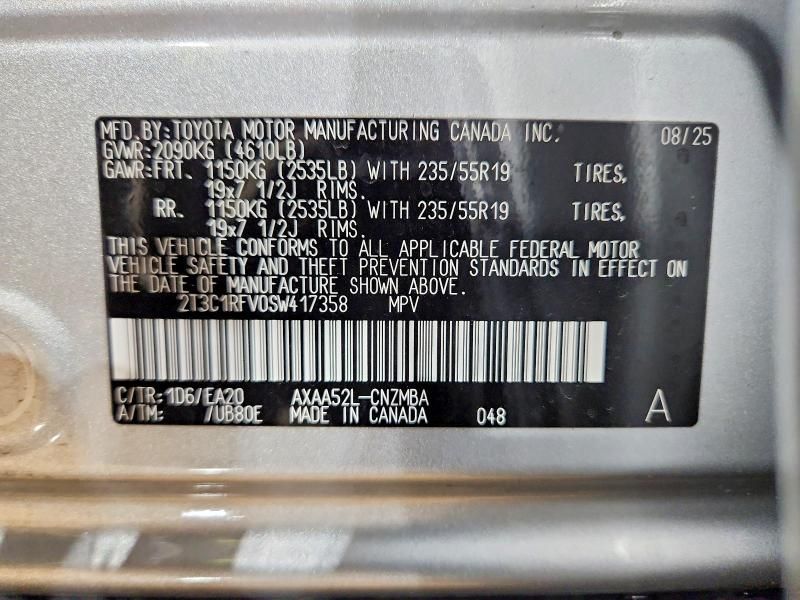 MFD.BY:TOYOTA MOTOR MANUFACTURING CANADA INC. 08/25
GVWR:2090KG (4610LB)
GAWR:FRT. 1150KG (2535LB) WITH 235/55R19 TIRES,
19x7 1/2J RIMS.
RR. 1150KG (2535LB) WITH 235/55R19 TIRES,
19x7 1/2J RIMS.
THIS VEHICLE CONFORMS TO ALL APPLICABLE FEDERAL MOTOR
VEHICLE SAFETY AND THEFT PREVENTION STANDARDS IN EFFECT ON
THE DATE OF MANUFACTURE SHOWN ABOVE.
2T3C1RFV0SW417358 MPV
C/TR:1D6/EA20 AXAA52L-CNZMBA
A/TM: /UB80E MADE IN CANADA 048 A